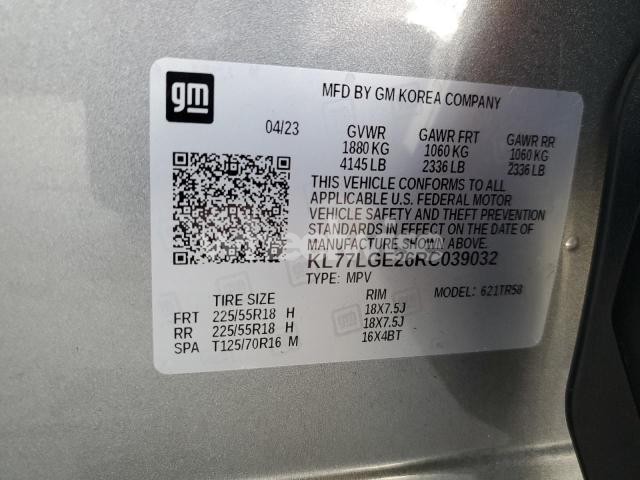 gm
MFD BY GM KOREA COMPANY
04/23 GVWR GAWR FRT GAWR RR
1880 KG 1060 KG 1060 KG
4145 LB 2336 LB 2336 LB
THIS VEHICLE CONFORMS TO ALL
APPLICABLE U.S. FEDERAL MOTOR
VEHICLE SAFETY AND THEFT PREVENTION
STANDARDS IN EFFECT ON THE DATE OF
MANUFACTURE SHOWN ABOVE.
KL77LGE26RC039032
TYPE: MPV MODEL: 621TR58
TIRE SIZE RIM
FRT 225/55R18 H 18X7.5J
RR 225/55R18 H 18X7.5J
SPA T125/70R16 M 16X4BT